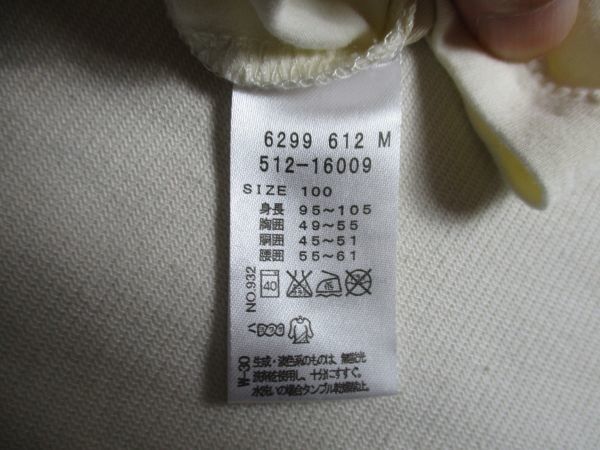 6299 612 M
512-16009
SIZE 100
身長 95~105
胸囲 49~55
胴囲 45~51
腰囲 55~61
NO.932
40
W-30
生成・淡色系のものは、無蛍光
洗剤を使用し、十分にすすぐ。
水洗いの場合タンブル乾燥禁止。